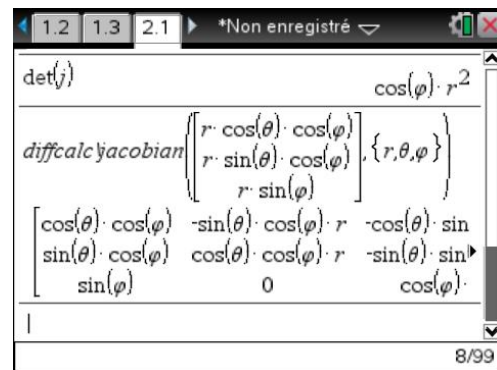 1.2 1.3 2.1 *Non enregistré
det(j)
cos(φ)· r²
diffcalc\jacobian([r· cos(θ)· cos(φ)
r· sin(θ)· cos(φ)
r· sin(φ)],{r,θ,φ})
[cos(θ)· cos(φ) -sin(θ)· cos(φ)· r -cos(θ)· sin
sin(θ)· cos(φ) cos(θ)· cos(φ)· r -sin(θ)· sin
sin(φ) 0 cos(φ)·
8/99